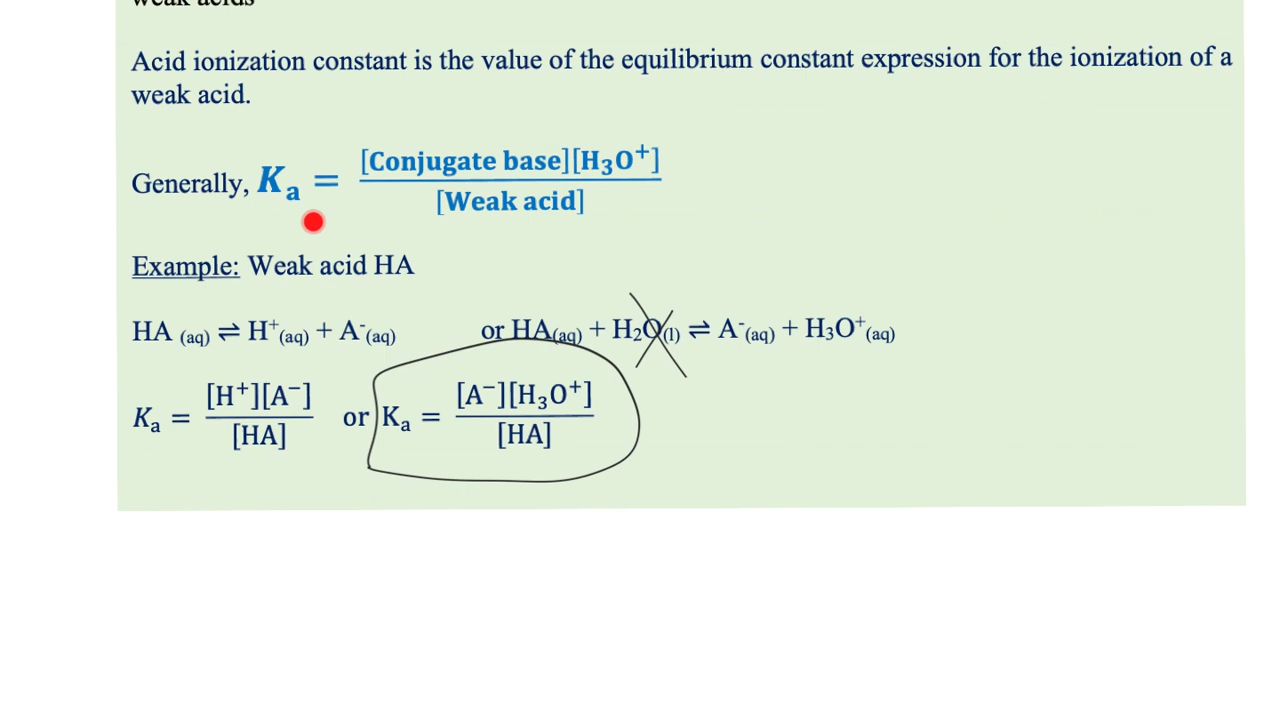 weak acids
Acid ionization constant is the value of the equilibrium constant expression for the ionization of a
weak acid.
Generally, Kₐ = [Conjugate base][H₃O⁺] / [Weak acid]
Example: Weak acid HA
HA (aq) ⇌ H⁺(aq) + A⁻(aq) or HA(aq) + H₂O(l) ⇌ A⁻(aq) + H₃O⁺(aq)
Kₐ = [H⁺][A⁻] / [HA] or Kₐ = [A⁻][H₃O⁺] / [HA]